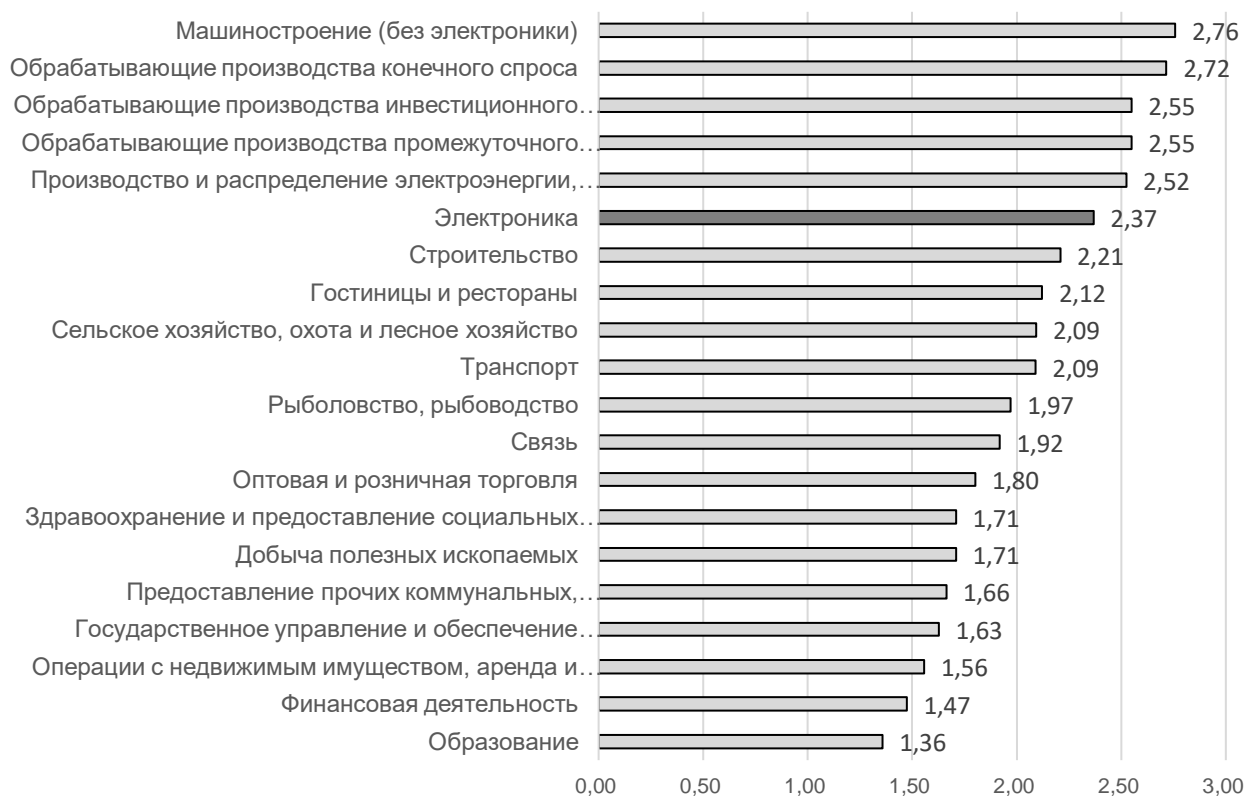 Машиностроение (без электроники) 2,76
Обрабатывающие производства конечного спроса 2,72
Обрабатывающие производства инвестиционного… 2,55
Обрабатывающие производства промежуточного… 2,55
Производство и распределение электроэнергии,… 2,52
Электроника 2,37
Строительство 2,21
Гостиницы и рестораны 2,12
Сельское хозяйство, охота и лесное хозяйство 2,09
Транспорт 2,09
Рыболовство, рыбоводство 1,97
Связь 1,92
Оптовая и розничная торговля 1,80
Здравоохранение и предоставление социальных… 1,71
Добыча полезных ископаемых 1,71
Предоставление прочих коммунальных,… 1,66
Государственное управление и обеспечение… 1,63
Операции с недвижимым имуществом, аренда и… 1,56
Финансовая деятельность 1,47
Образование 1,36
0,00 0,50 1,00 1,50 2,00 2,50 3,00